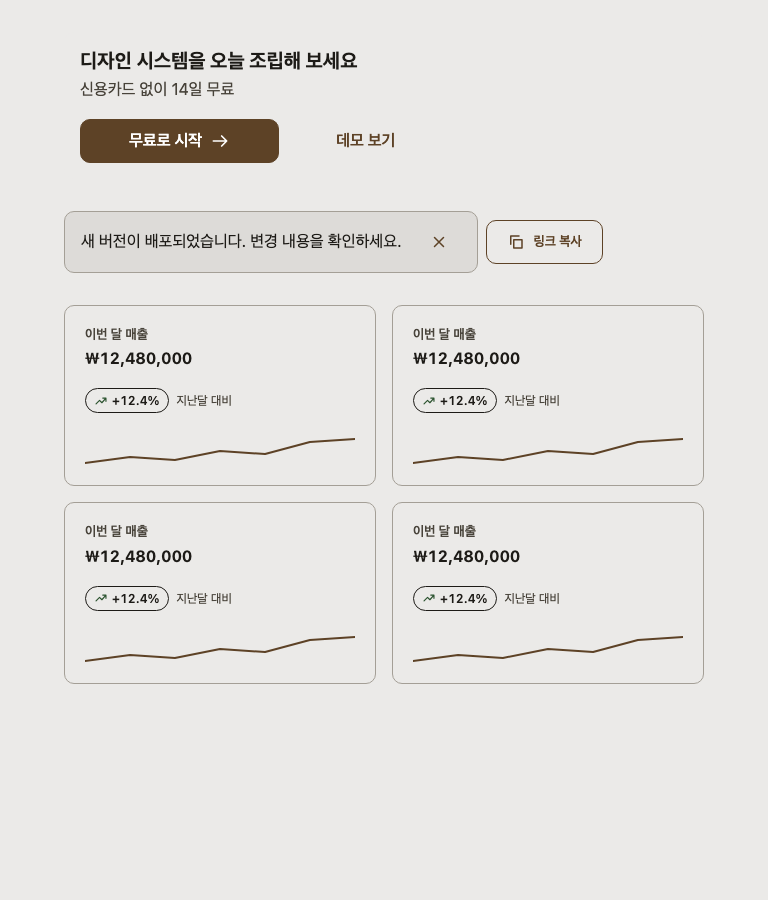 디자인 시스템을 오늘 조립해 보세요
신용카드 없이 14일 무료
무료로 시작
데모 보기
새 버전이 배포되었습니다. 변경 내용을 확인하세요.
링크 복사
이번 달 매출
₩12,480,000
+12.4% 지난달 대비
이번 달 매출
₩12,480,000
+12.4% 지난달 대비
이번 달 매출
₩12,480,000
+12.4% 지난달 대비
이번 달 매출
₩12,480,000
+12.4% 지난달 대비